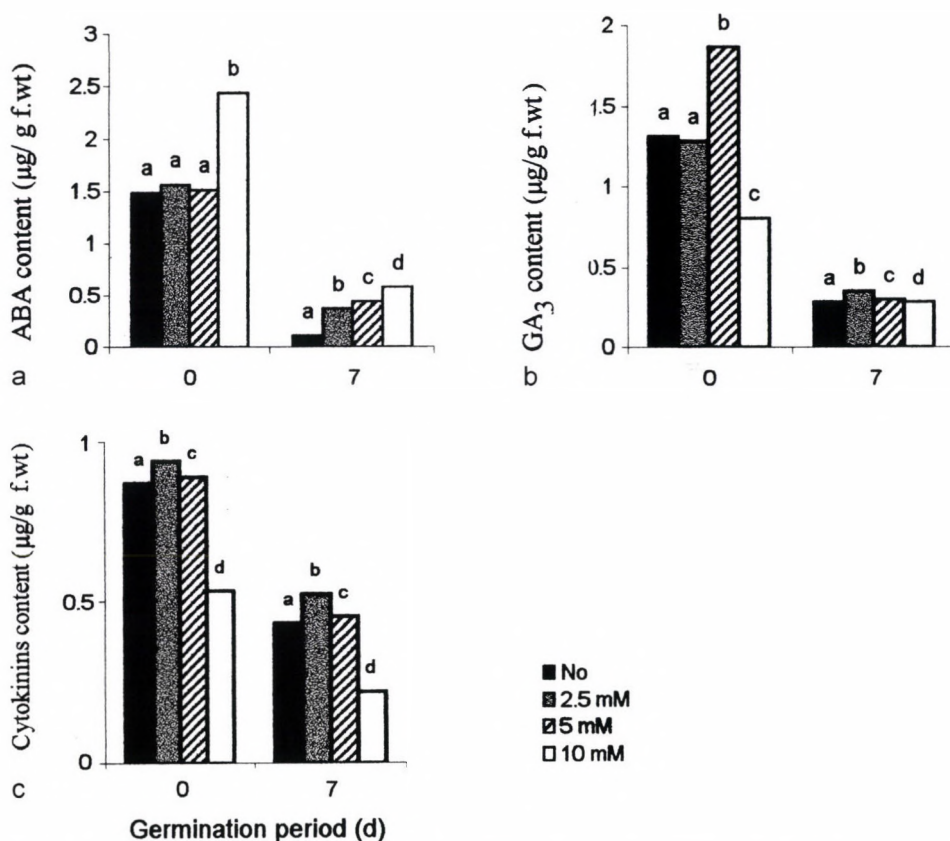 3
2.5
2
1.5
1
0.5
0
ABA content (µg/ g f.wt)
a a a b
a b c d
0 7
a
2
1.5
1
0.5
0
GA3 content (µg/g f.wt)
a a b c
a b c d
0 7
b
1
0.5
0
Cytokinins content (µg/g f.wt)
a b c d
a b c d
0 7
c
Germination period (d)
No
2.5 mM
5 mM
10 mM